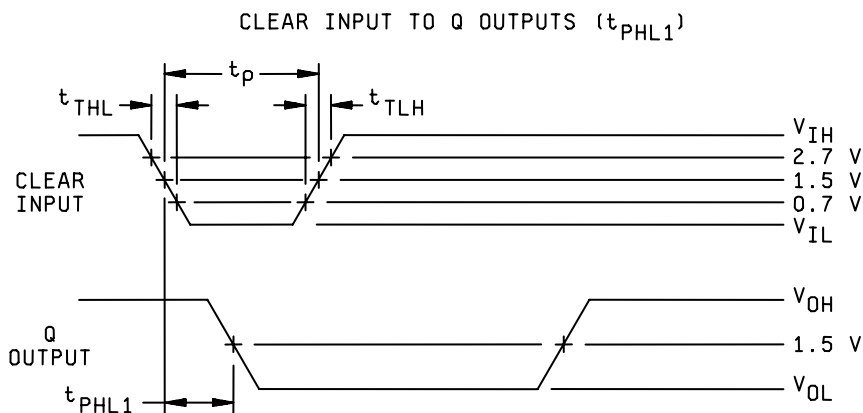 CLEAR INPUT TO Q OUTPUTS (tPHL1)
tp
tTHL
tTLH
VIH
2.7 V
CLEAR
INPUT
1.5 V
0.7 V
VIL
VOH
Q
OUTPUT
1.5 V
tPHL1
VOL